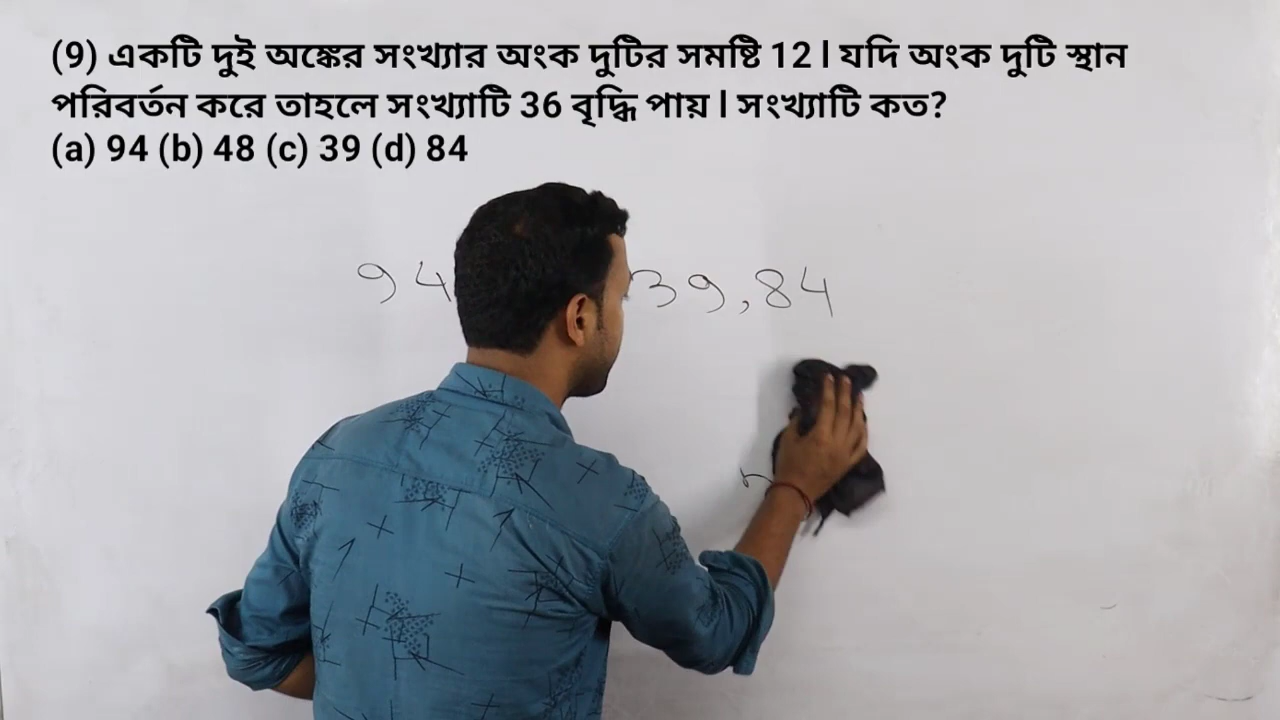 (9) একটি দুই অঙ্কের সংখ্যার অংক দুটির সমষ্টি 12 l যদি অংক দুটি স্থান
পরিবর্তন করে তাহলে সংখ্যাটি 36 বৃদ্ধি পায় l সংখ্যাটি কত?
(a) 94 (b) 48 (c) 39 (d) 84
94 39,84